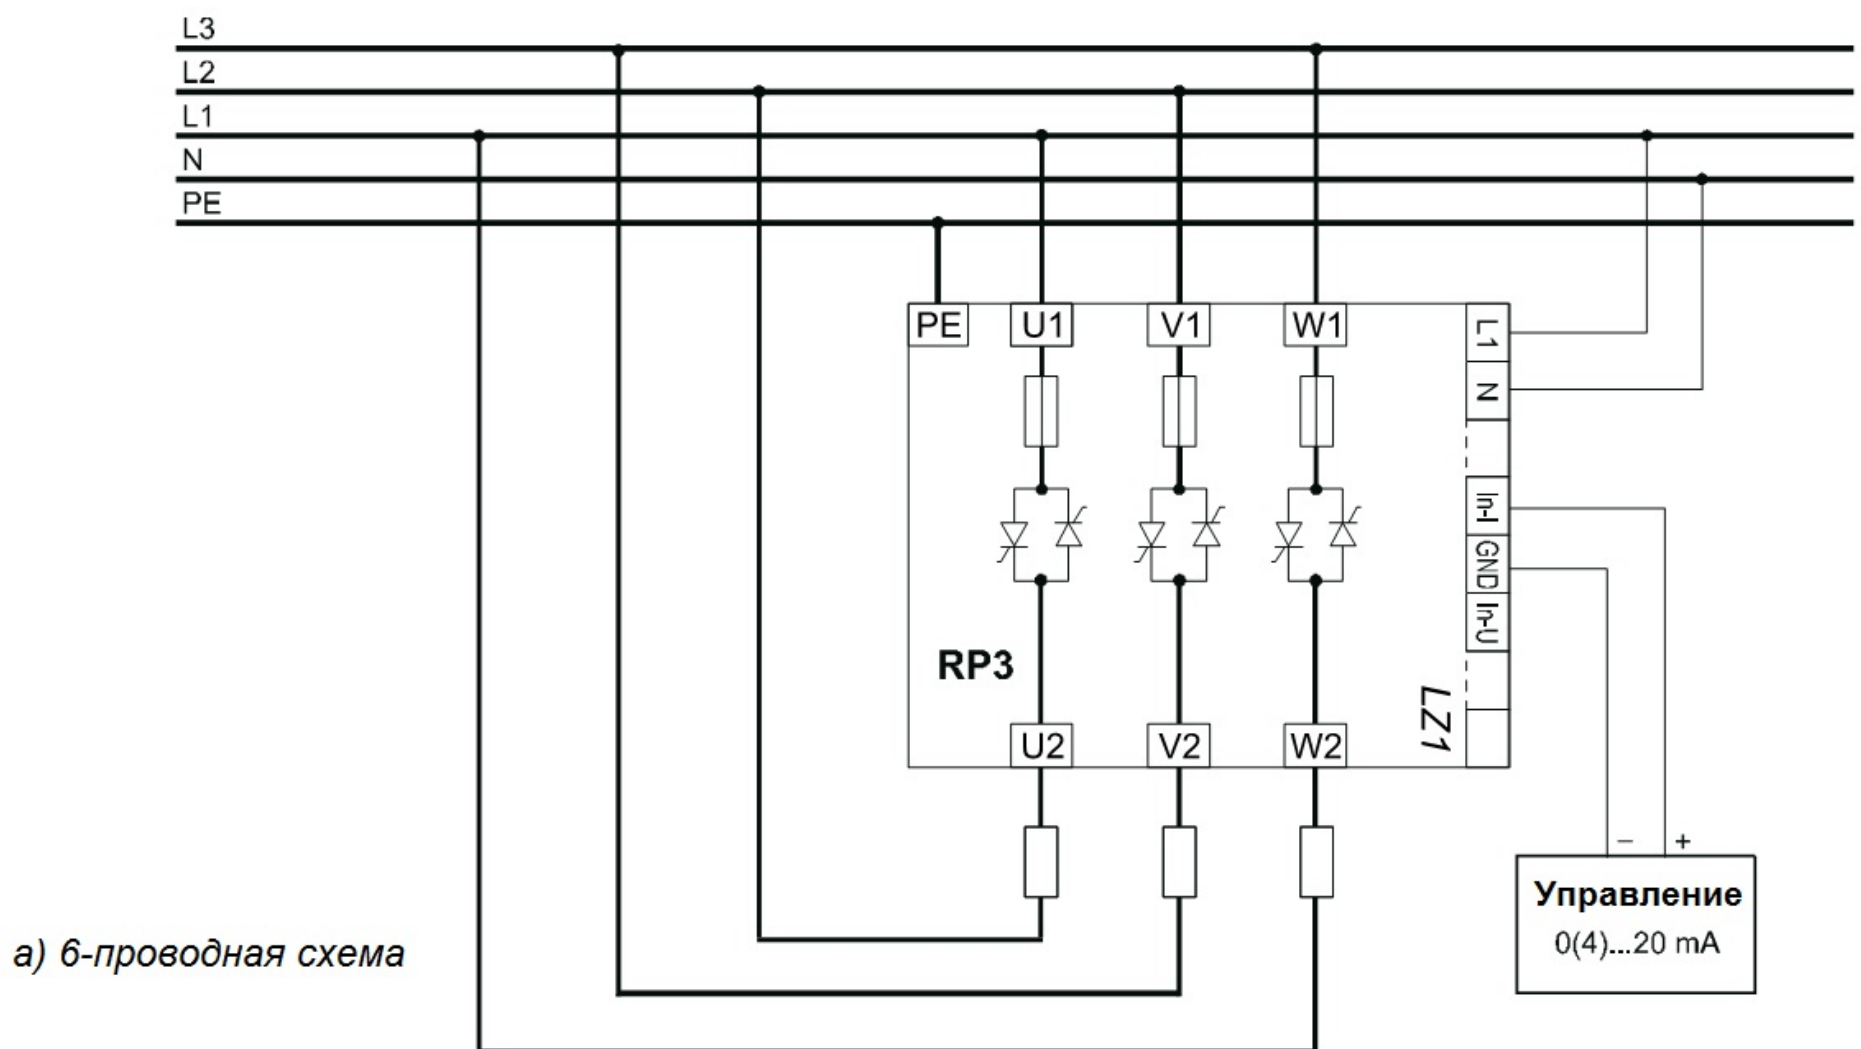 L3
L2
L1
N
PE
PE
U1
V1
W1
L1
N
In-I
GND
In-U
RP3
LZ1
U2
V2
W2
– +
Управление
0(4)...20 mA
а) 6-проводная схема